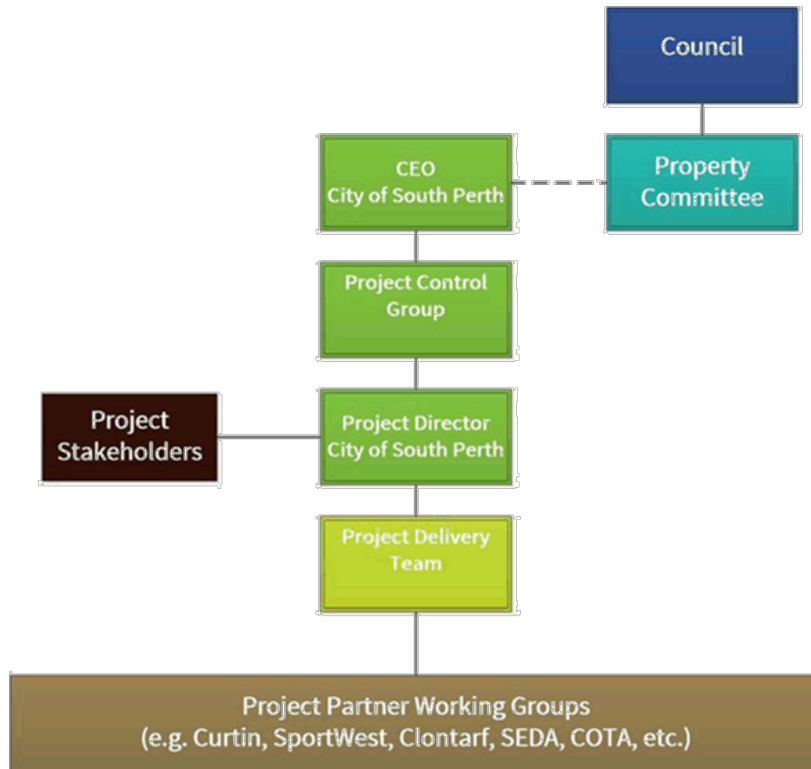 Council
CEO
City of South Perth
Property
Committee
Project Control
Group
Project
Stakeholders
Project Director
City of South Perth
Project Delivery
Team
Project Partner Working Groups
(e.g. Curtin, SportWest, Clontarf, SEDA, COTA, etc.)